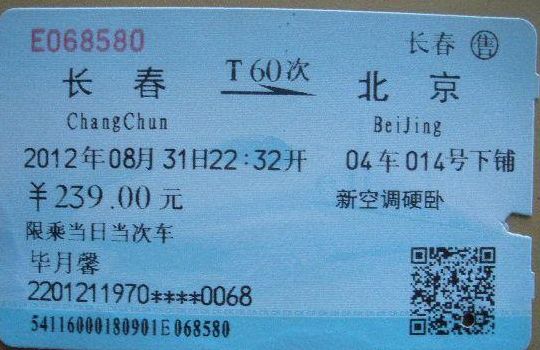 E068580 长春 售
长春 T60次 北京
ChangChun BeiJing
2012年08月31日22:32开 04车014号下铺
￥239.00元 新空调硬卧
限乘当日当次车
毕月馨
2201211970****0068
54116000180901E068580